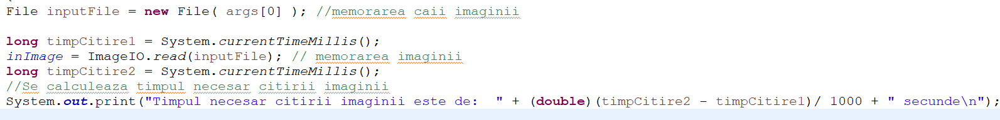 File inputFile = new File( args[0] ); //memorarea caii imaginii
long timpCitire1 = System.currentTimeMillis();
inImage = ImageIO.read(inputFile); // memorarea imaginii
long timpCitire2 = System.currentTimeMillis();
//Se calculeaza timpul necesar citirii imaginii
System.out.print("Timpul necesar citirii imaginii este de:  " + (double)(timpCitire2 - timpCitire1)/ 1000 + " secunde\n");